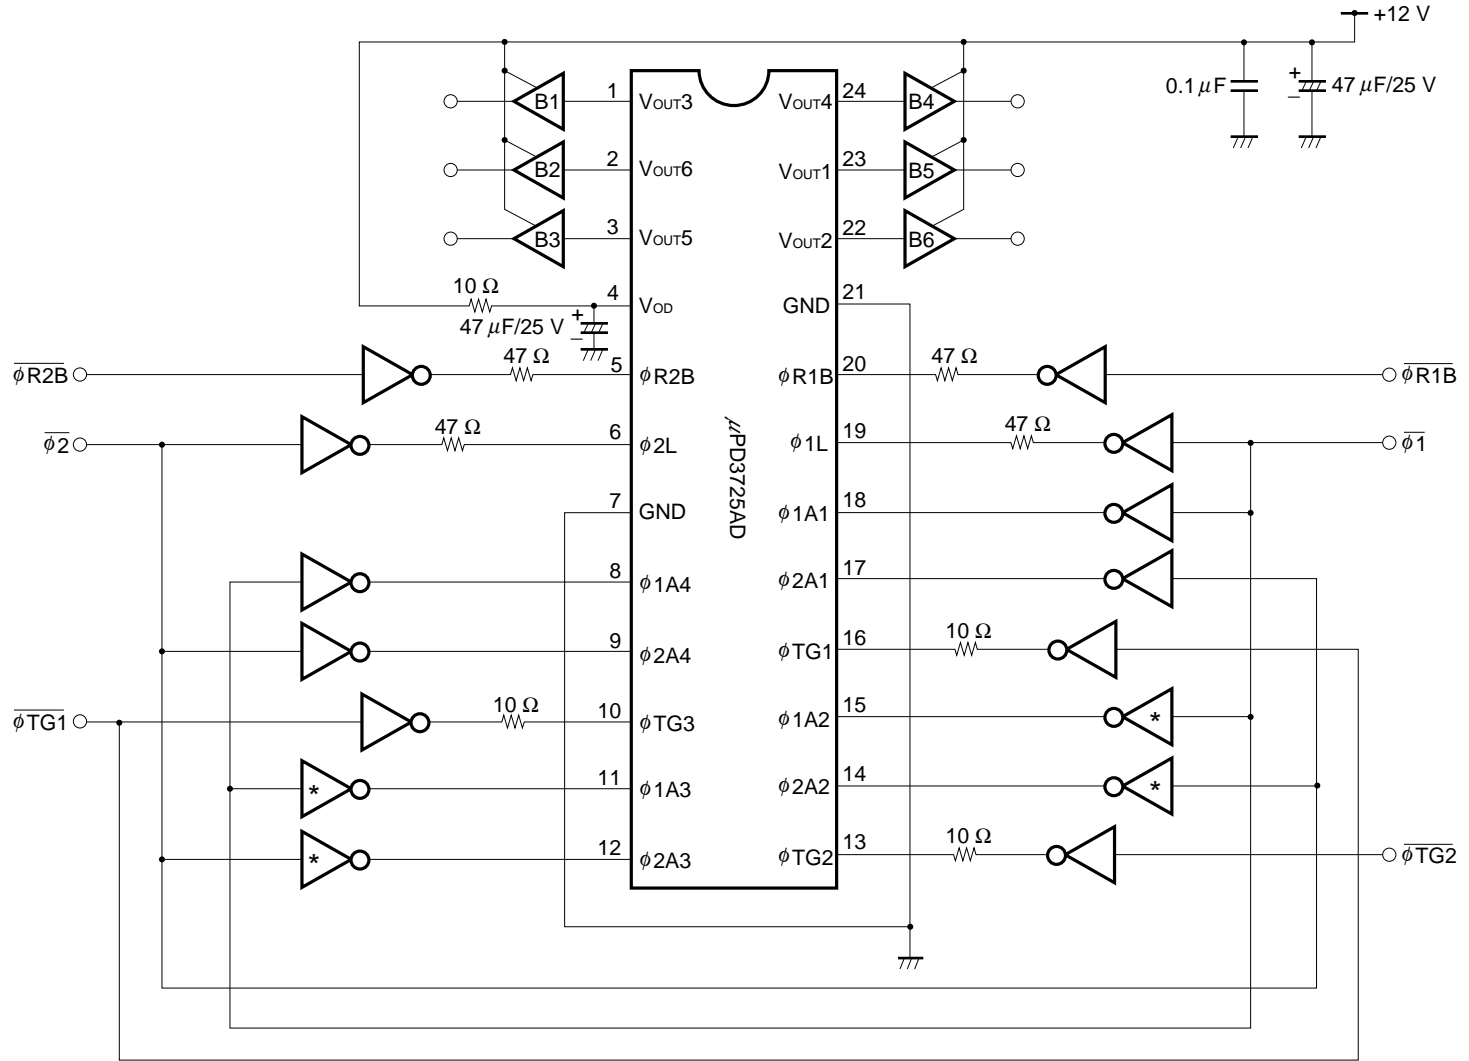 +12 V
0.1 μF
+
47 μF/25 V
−
B1
1
VOUT3
VOUT4
24
B4
B2
2
VOUT6
VOUT1
23
B5
B3
3
VOUT5
VOUT2
22
B6
10 Ω
4
VOD
GND
21
47 μF/25 V
+
−
φR2B
47 Ω
5
φR2B
φR1B
20
47 Ω
φR1B
φ2
47 Ω
6
φ2L
φ1L
19
47 Ω
φ1
μPD3725AD
7
GND
φ1A1
18
8
φ1A4
φ2A1
17
9
φ2A4
φTG1
16
10 Ω
φTG1
10 Ω
10
φTG3
φ1A2
15
*
*
11
φ1A3
φ2A2
14
*
*
12
φ2A3
φTG2
13
10 Ω
φTG2